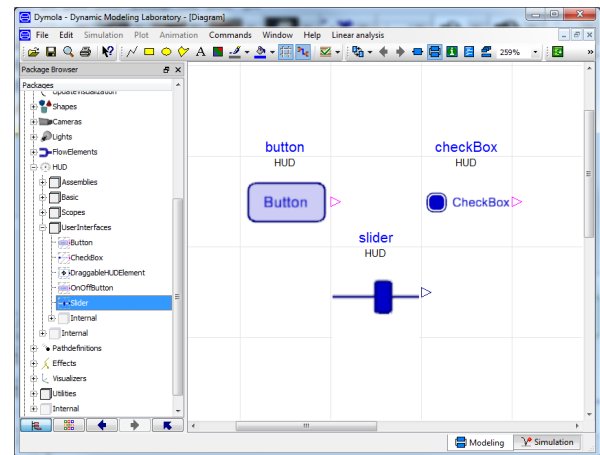 Dymola - Dynamic Modeling Laboratory - [Diagram]
File Edit Simulation Plot Animation Commands Window Help Linear analysis
A 259%
Package Browser
Packages
UpdateVisualization
Shapes
Cameras
Lights
FlowElements
HUD
Assemblies
Basic
Scopes
UserInterfaces
Button
CheckBox
DraggableHUDElement
OnOffButton
Slider
Internal
Internal
Pathdefinitions
Effects
Visualizers
Utilities
Internal
button
HUD
Button
checkBox
HUD
CheckBox
slider
HUD
Modeling Simulation